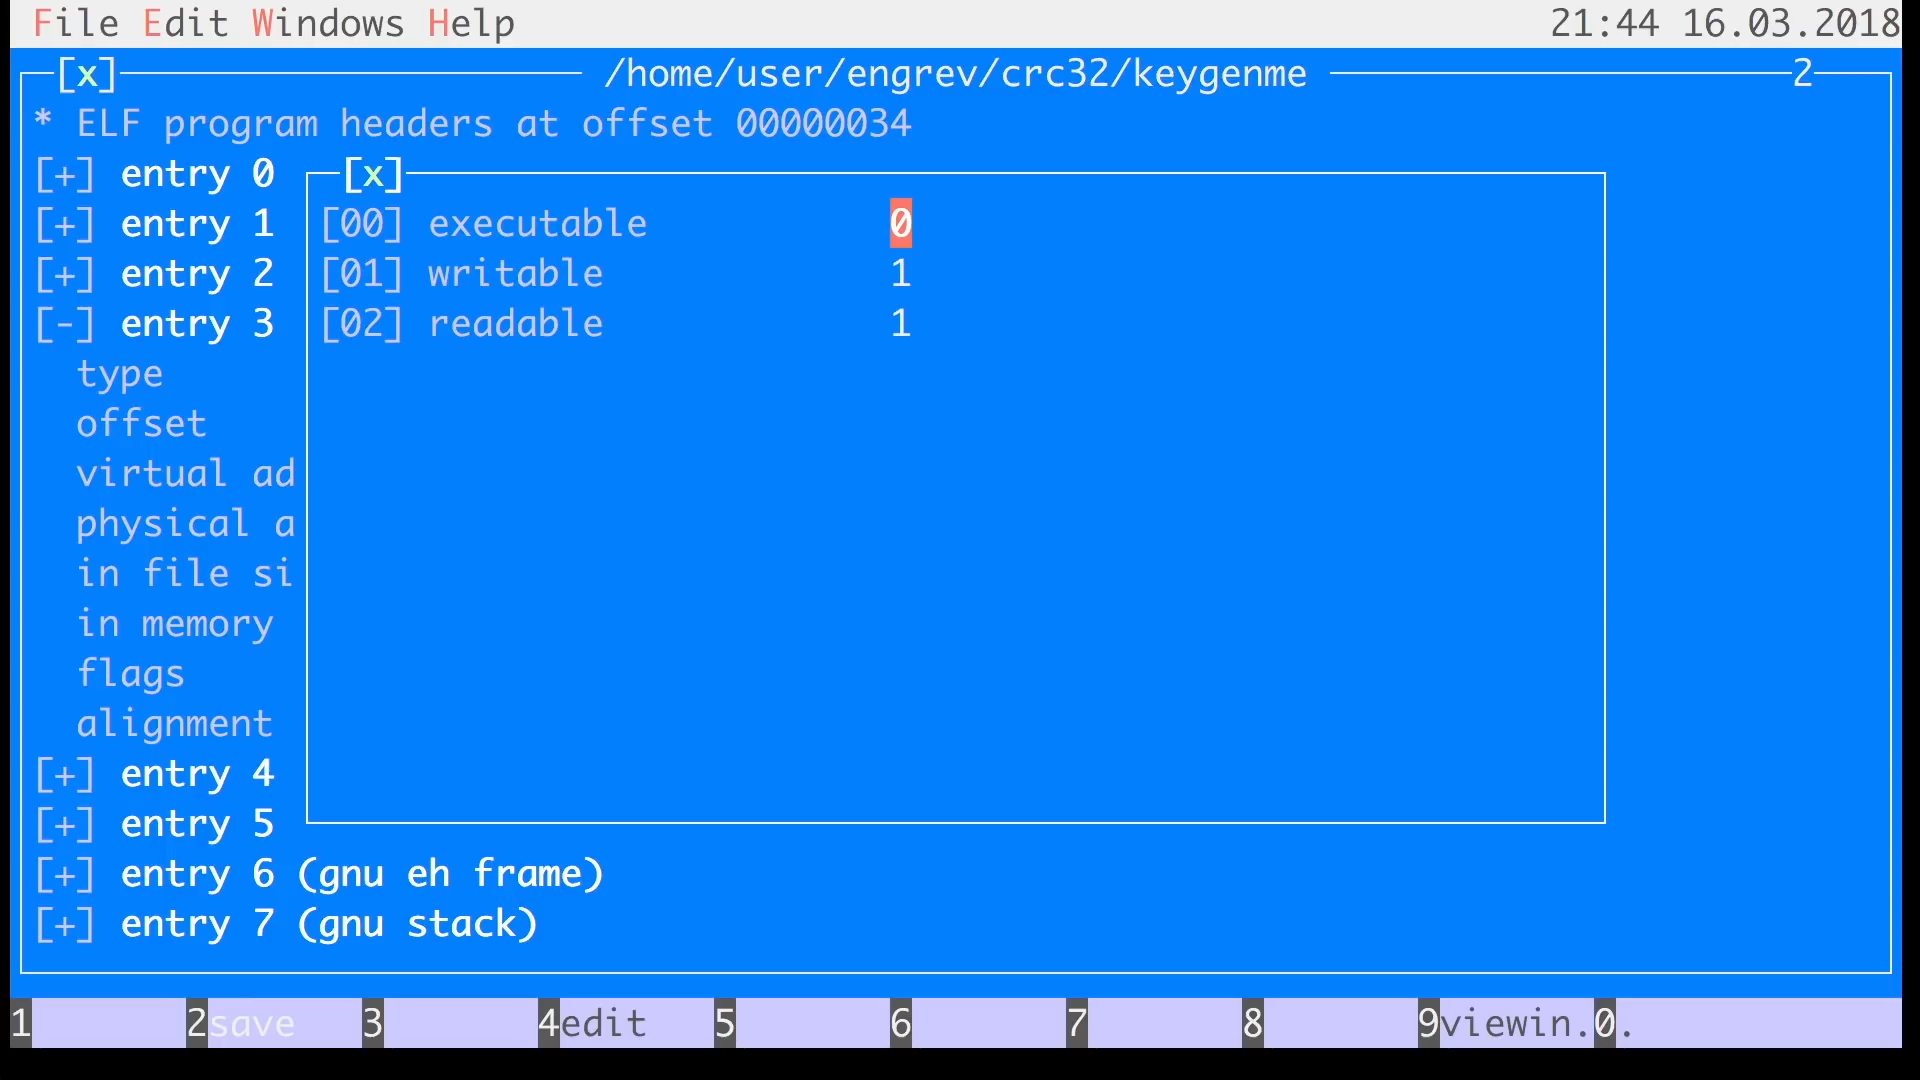 File Edit Windows Help 21:44 16.03.2018
[x] /home/user/engrev/crc32/keygenme 2
* ELF program headers at offset 00000034
[+] entry 0 [x]
[+] entry 1 [00] executable 0
[+] entry 2 [01] writable 1
[-] entry 3 [02] readable 1
type
offset
virtual ad
physical a
in file si
in memory
flags
alignment
[+] entry 4
[+] entry 5
[+] entry 6 (gnu eh frame)
[+] entry 7 (gnu stack)
1 2save 3 4edit 5 6 7 8 9viewin.0.